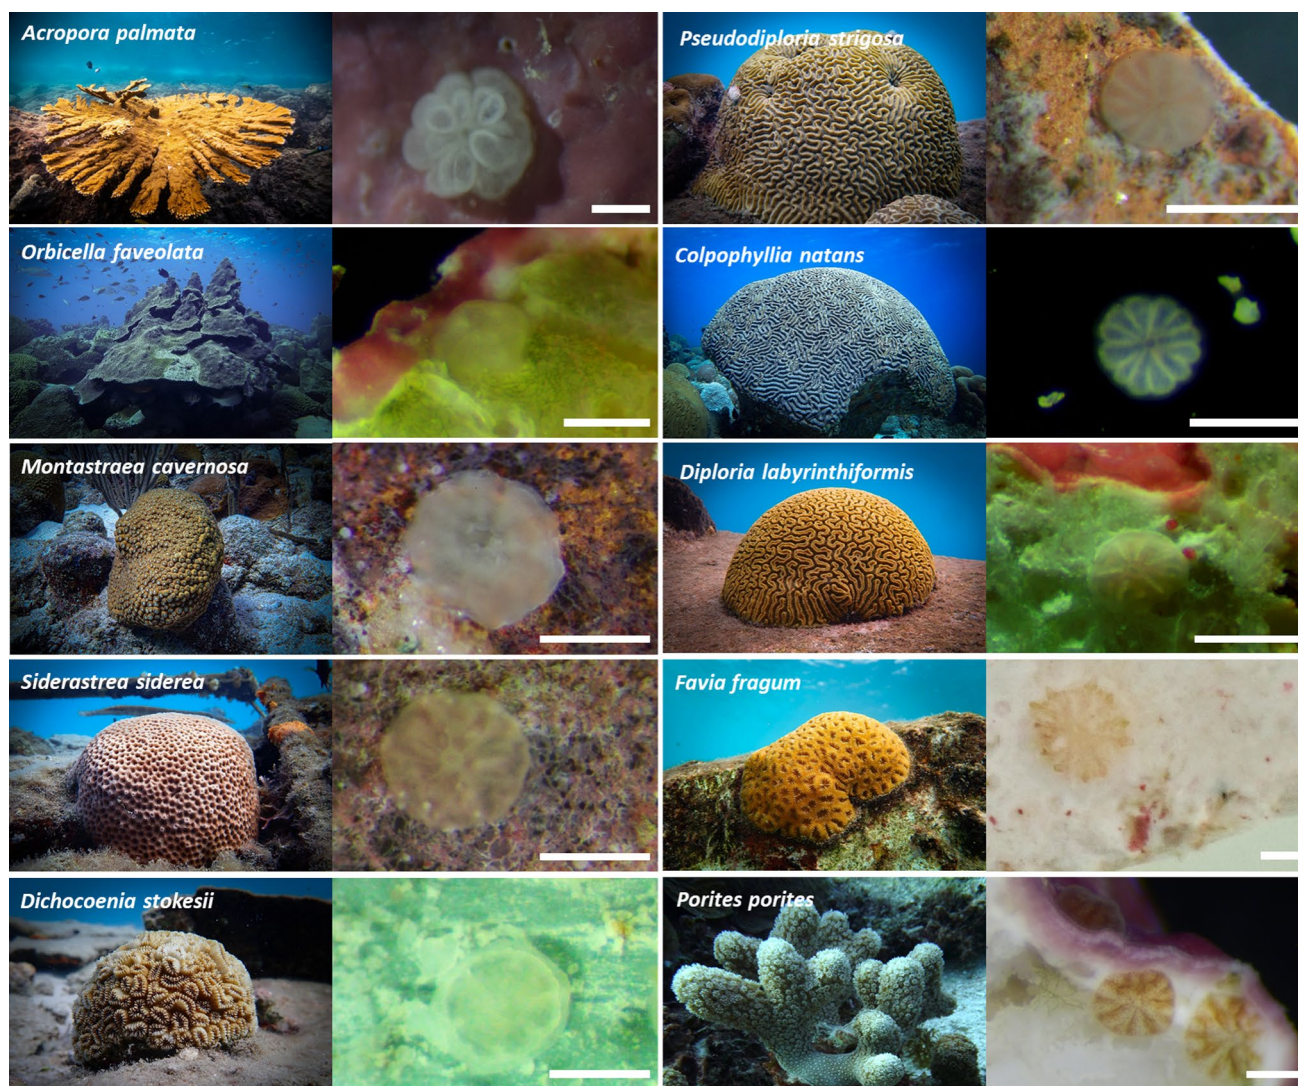 Acropora palmata
Pseudodiploria strigosa
Orbicella faveolata
Colpophyllia natans
Montastraea cavernosa
Diploria labyrinthiformis
Siderastrea siderea
Favia fragum
Dichocoenia stokesii
Porites porites